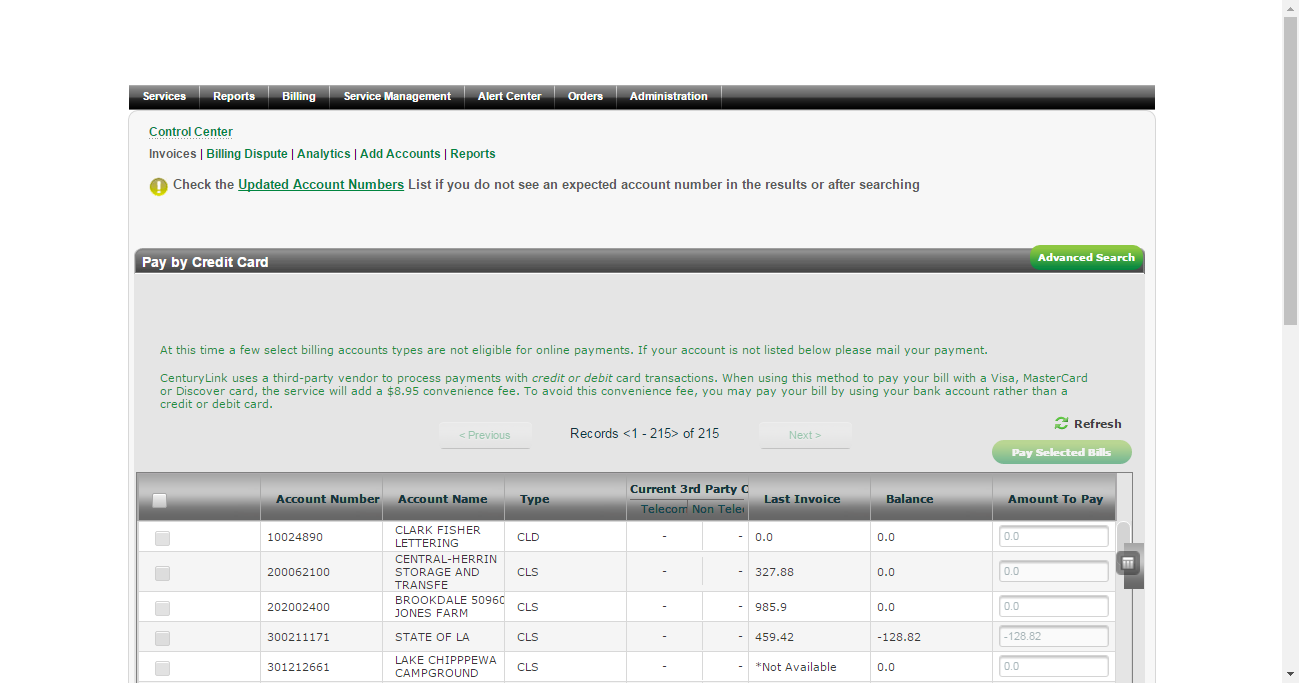 Services Reports Billing Service Management Alert Center Orders Administration
Control Center
Invoices | Billing Dispute | Analytics | Add Accounts | Reports
Check the Updated Account Numbers List if you do not see an expected account number in the results or after searching
Pay by Credit Card Advanced Search
At this time a few select billing accounts types are not eligible for online payments. If your account is not listed below please mail your payment.
CenturyLink uses a third-party vendor to process payments with credit or debit card transactions. When using this method to pay your bill with a Visa, MasterCard
or Discover card, the service will add a $8.95 convenience fee. To avoid this convenience fee, you may pay your bill by using your bank account rather than a
credit or debit card.
Refresh
< Previous Records <1 - 215> of 215 Next >
Pay Selected Bills
Account Number Account Name Type Current 3rd Party C Last Invoice Balance Amount To Pay
Telecom Non Tele
10024890 CLARK FISHER LETTERING CLD - - 0.0 0.0 0.0
200062100 CENTRAL-HERRIN STORAGE AND TRANSFE CLS - - 327.88 0.0 0.0
202002400 BROOKDALE 50960 JONES FARM CLS - - 985.9 0.0 0.0
300211171 STATE OF LA CLS - - 459.42 -128.82 -128.82
301212661 LAKE CHIPPPEWA CAMPGROUND CLS - - *Not Available 0.0 0.0